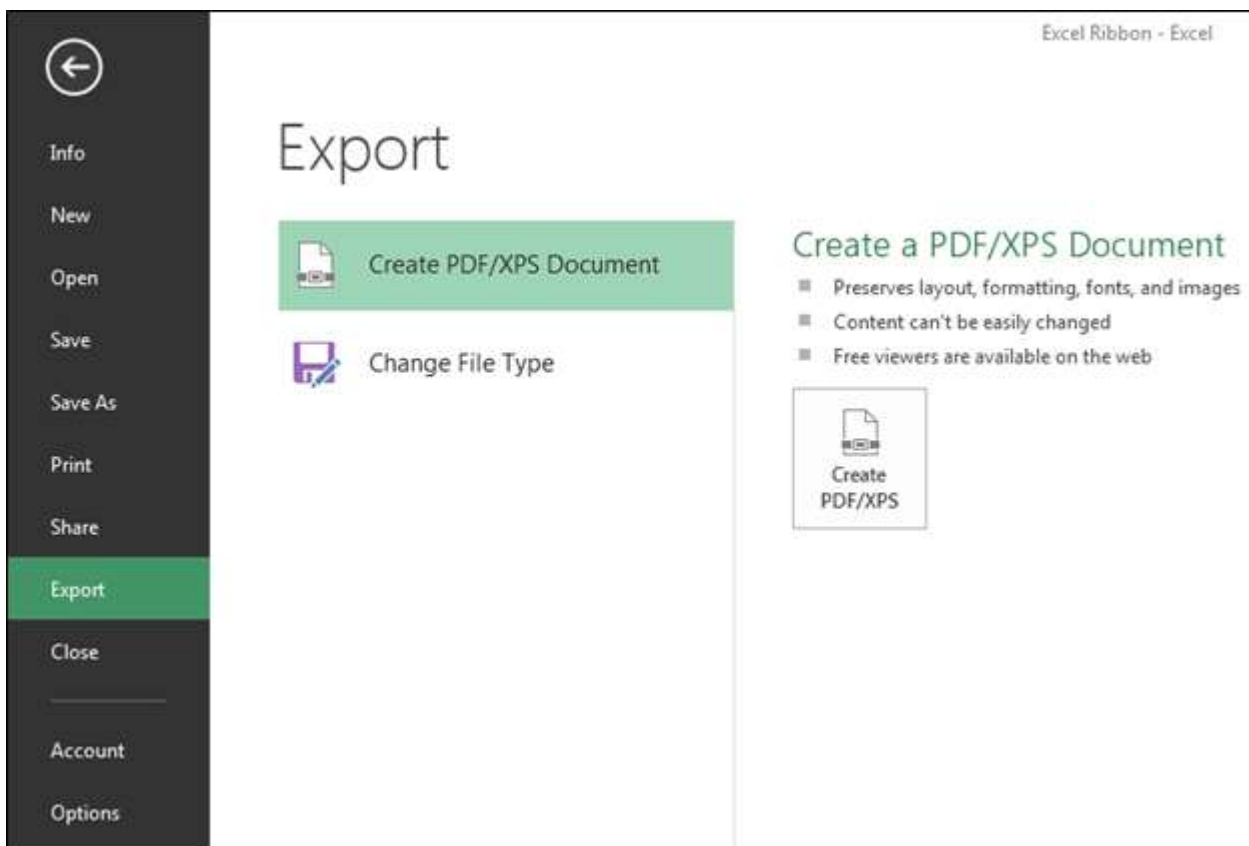 Excel Ribbon - Excel
Info
New
Open
Save
Save As
Print
Share
Export
Close
Account
Options
Export
Create PDF/XPS Document
Change File Type
Create a PDF/XPS Document
Preserves layout, formatting, fonts, and images
Content can't be easily changed
Free viewers are available on the web
Create
PDF/XPS